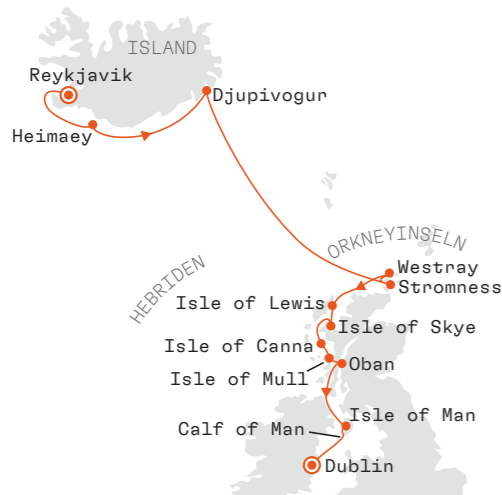 ISLAND
Reykjavik
Djupivogur
Heimaey
ORKNEYINSELN
HEBRIDEN
Westray
Stromness
Isle of Lewis
Isle of Skye
Isle of Canna
Oban
Isle of Mull
Isle of Man
Calf of Man
Dublin